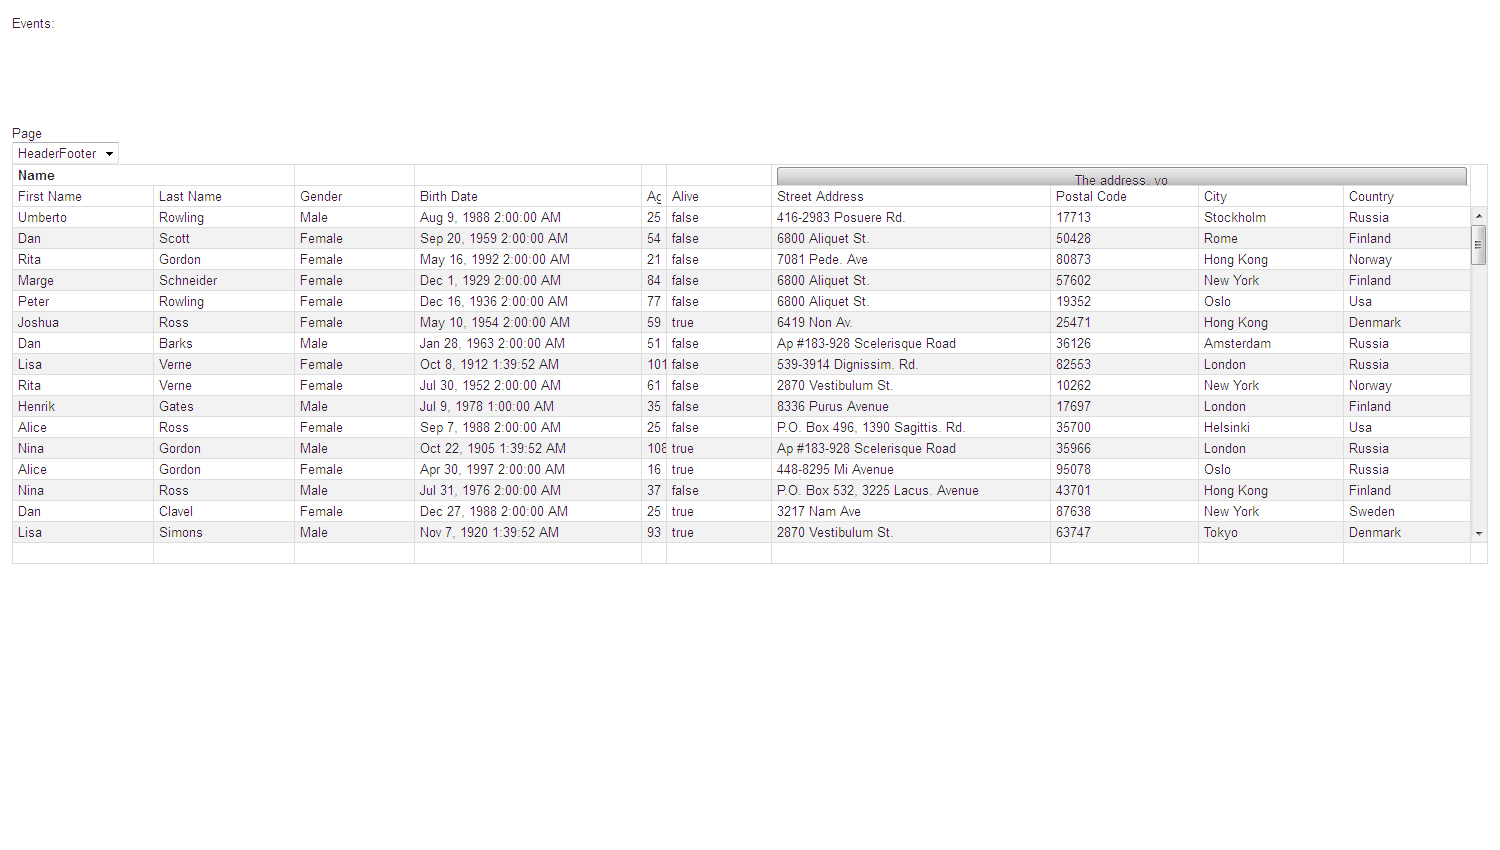 Events:
Page
HeaderFooter
Name The address, yo
First Name Last Name Gender Birth Date Ag Alive Street Address Postal Code City Country
Umberto Rowling Male Aug 9, 1988 2:00:00 AM 25 false 416-2983 Posuere Rd. 17713 Stockholm Russia
Dan Scott Female Sep 20, 1959 2:00:00 AM 54 false 6800 Aliquet St. 50428 Rome Finland
Rita Gordon Female May 16, 1992 2:00:00 AM 21 false 7081 Pede. Ave 80873 Hong Kong Norway
Marge Schneider Female Dec 1, 1929 2:00:00 AM 84 false 6800 Aliquet St. 57602 New York Finland
Peter Rowling Female Dec 16, 1936 2:00:00 AM 77 false 6800 Aliquet St. 19352 Oslo Usa
Joshua Ross Female May 10, 1954 2:00:00 AM 59 true 6419 Non Av. 25471 Hong Kong Denmark
Dan Barks Male Jan 28, 1963 2:00:00 AM 51 false Ap #183-928 Scelerisque Road 36126 Amsterdam Russia
Lisa Verne Female Oct 8, 1912 1:39:52 AM 101 false 539-3914 Dignissim. Rd. 82553 London Russia
Rita Verne Female Jul 30, 1952 2:00:00 AM 61 false 2870 Vestibulum St. 10262 New York Norway
Henrik Gates Male Jul 9, 1978 1:00:00 AM 35 false 8336 Purus Avenue 17697 London Finland
Alice Ross Female Sep 7, 1988 2:00:00 AM 25 false P.O. Box 496, 1390 Sagittis. Rd. 35700 Helsinki Usa
Nina Gordon Male Oct 22, 1905 1:39:52 AM 108 true Ap #183-928 Scelerisque Road 35966 London Russia
Alice Gordon Female Apr 30, 1997 2:00:00 AM 16 true 448-8295 Mi Avenue 95078 Oslo Russia
Nina Ross Male Jul 31, 1976 2:00:00 AM 37 false P.O. Box 532, 3225 Lacus. Avenue 43701 Hong Kong Finland
Dan Clavel Female Dec 27, 1988 2:00:00 AM 25 true 3217 Nam Ave 87638 New York Sweden
Lisa Simons Male Nov 7, 1920 1:39:52 AM 93 true 2870 Vestibulum St. 63747 Tokyo Denmark